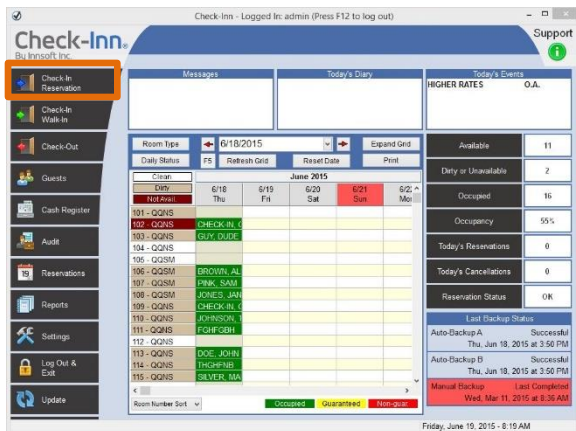 Check-Inn - Logged In: admin (Press F12 to log out)
Check-Inn®
By Innsoft Inc.
Support
Check-In
Reservation
Check-In
Walk-In
Check-Out
Guests
Cash Register
Audit
19
Reservations
Reports
Settings
Log Out &
Exit
Update
Messages
Today's Diary
Today's Events
HIGHER RATES O.A.
Room Type 6/18/2015 Expand Grid
Daily Status F5 Refresh Grid Reset Date Print
Clean June 2015
Dirty 6/18 6/19 6/20 6/21 6/22
Not Avail Thu Fri Sat Sun
101 - QQNS
102 - QQNS CHECK-IN,
103 - QQNS GUY, DUDE
104 - QQNS
105 - QQSM
106 - QQSM BROWN, AL
107 - QQSM PINK, SAM
108 - QQSM JONES, JAN
109 - QQNS CHECK-IN,
110 - QQNS JOHNSON,
111 - QQNS FGHFGBH
112 - QQNS
113 - QQNS DOE, JOHN
114 - QQNS THGHFNB
115 - QQNS SILVER, MA
Room Number Sort Occupied Guaranteed Non-guar.
Available 11
Dirty or Unavailable 2
Occupied 16
Occupancy 55%
Today's Reservations 0
Today's Cancellations 0
Reservation Status OK
Last Backup Status
Auto-Backup A Successful
Thu, Jun 18, 2015 at 3:50 PM
Auto-Backup B Successful
Thu, Jun 18, 2015 at 3:50 PM
Manual Backup Last Completed
Wed, Mar 11, 2015 at 8:36 AM
Friday, June 19, 2015 - 8:19 AM